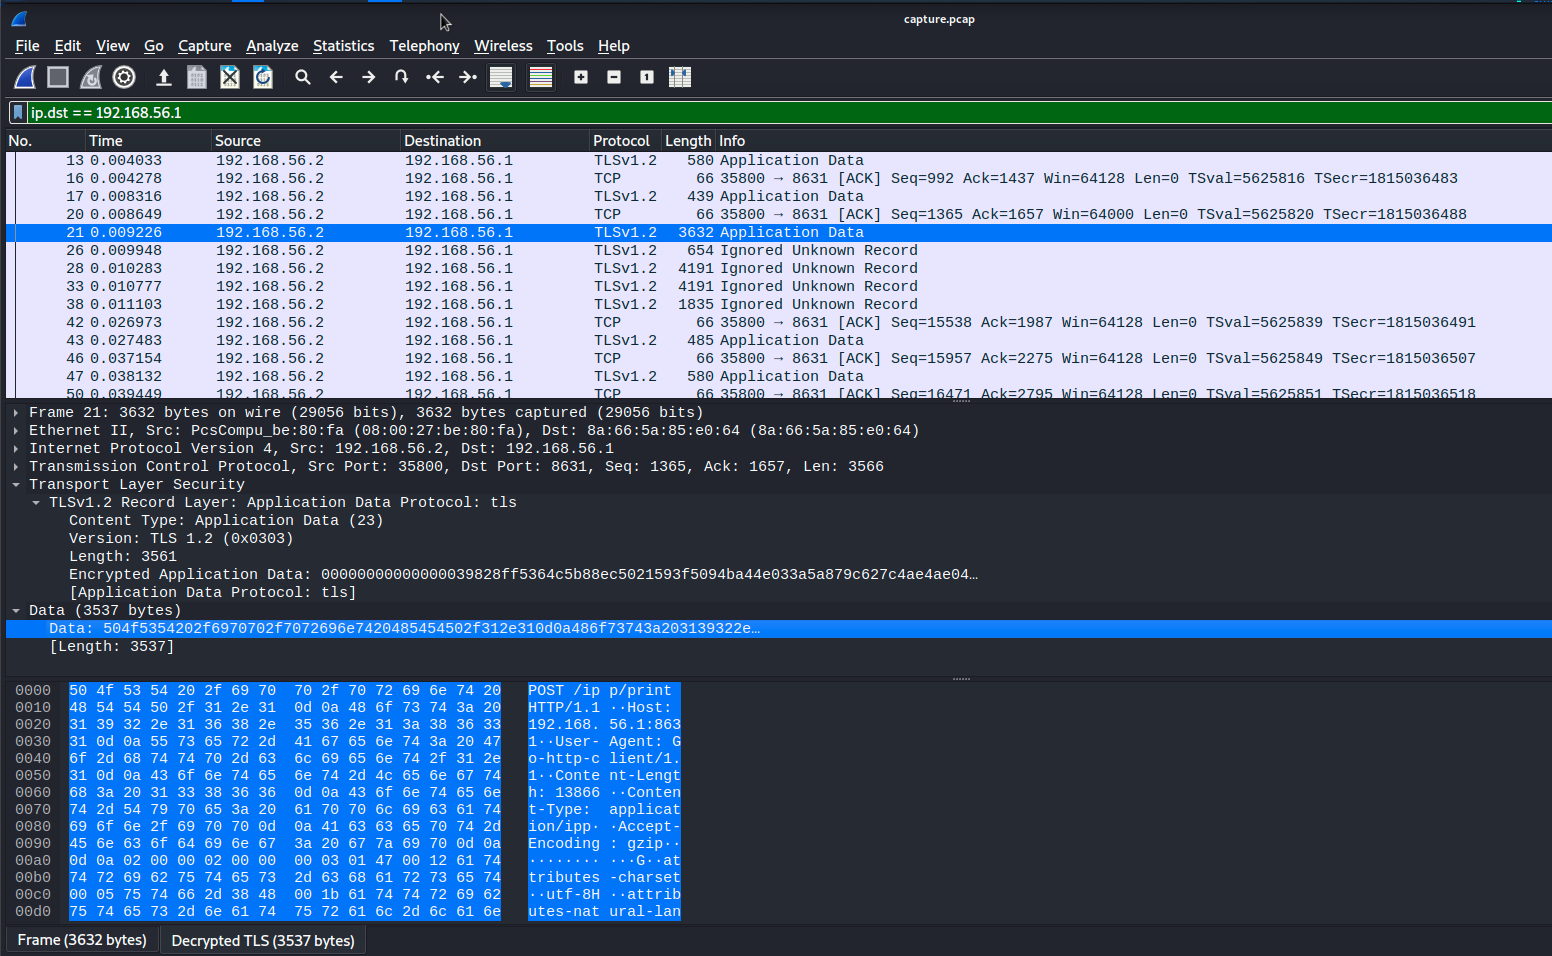 capture.pcap
File Edit View Go Capture Analyze Statistics Telephony Wireless Tools Help
ip.dst == 192.168.56.1
No. Time Source Destination Protocol Length Info
13 0.004033 192.168.56.2 192.168.56.1 TLSv1.2 580 Application Data
16 0.004278 192.168.56.2 192.168.56.1 TCP 66 35800 → 8631 [ACK] Seq=992 Ack=1437 Win=64128 Len=0 TSval=5625816 TSecr=1815036483
17 0.008316 192.168.56.2 192.168.56.1 TLSv1.2 439 Application Data
20 0.008649 192.168.56.2 192.168.56.1 TCP 66 35800 → 8631 [ACK] Seq=1365 Ack=1657 Win=64000 Len=0 TSval=5625820 TSecr=1815036488
21 0.009226 192.168.56.2 192.168.56.1 TLSv1.2 3632 Application Data
26 0.009948 192.168.56.2 192.168.56.1 TLSv1.2 654 Ignored Unknown Record
28 0.010283 192.168.56.2 192.168.56.1 TLSv1.2 4191 Ignored Unknown Record
33 0.010777 192.168.56.2 192.168.56.1 TLSv1.2 4191 Ignored Unknown Record
38 0.011103 192.168.56.2 192.168.56.1 TLSv1.2 1835 Ignored Unknown Record
42 0.026973 192.168.56.2 192.168.56.1 TCP 66 35800 → 8631 [ACK] Seq=15538 Ack=1987 Win=64128 Len=0 TSval=5625839 TSecr=1815036491
43 0.027483 192.168.56.2 192.168.56.1 TLSv1.2 485 Application Data
46 0.037154 192.168.56.2 192.168.56.1 TCP 66 35800 → 8631 [ACK] Seq=15957 Ack=2275 Win=64128 Len=0 TSval=5625849 TSecr=1815036507
47 0.038132 192.168.56.2 192.168.56.1 TLSv1.2 580 Application Data
50 0.039449 192.168.56.2 192.168.56.1 TCP 66 35800 → 8631 [ACK] Seq=16471 Ack=2795 Win=64128 Len=0 TSval=5625851 TSecr=1815036518
Frame 21: 3632 bytes on wire (29056 bits), 3632 bytes captured (29056 bits)
Ethernet II, Src: PcsCompu_be:80:fa (08:00:27:be:80:fa), Dst: 8a:66:5a:85:e0:64 (8a:66:5a:85:e0:64)
Internet Protocol Version 4, Src: 192.168.56.2, Dst: 192.168.56.1
Transmission Control Protocol, Src Port: 35800, Dst Port: 8631, Seq: 1365, Ack: 1657, Len: 3566
Transport Layer Security
TLSv1.2 Record Layer: Application Data Protocol: tls
Content Type: Application Data (23)
Version: TLS 1.2 (0x0303)
Length: 3561
Encrypted Application Data: 00000000000000039828ff5364c5b88ec5021593f5094ba44e033a5a879c627c4ae4ae04…
[Application Data Protocol: tls]
Data (3537 bytes)
Data: 504f5354202f6970702f7072696e7420485454502f312e310d0a486f73743a203139322e…
[Length: 3537]
0000 50 4f 53 54 20 2f 69 70 70 2f 70 72 69 6e 74 20 POST /ip p/print
0010 48 54 54 50 2f 31 2e 31 0d 0a 48 6f 73 74 3a 20 HTTP/1.1 ··Host:
0020 31 39 32 2e 31 36 38 2e 35 36 2e 31 3a 38 36 33 192.168. 56.1:863
0030 31 0d 0a 55 73 65 72 2d 41 67 65 6e 74 3a 20 47 1··User- Agent: G
0040 6f 2d 68 74 74 70 2d 63 6c 69 65 6e 74 2f 31 2e o-http-c lient/1.
0050 31 0d 0a 43 6f 6e 74 65 6e 74 2d 4c 65 6e 67 74 1··Conte nt-Lengt
0060 68 3a 20 31 33 38 36 36 0d 0a 43 6f 6e 74 65 6e h: 13866 ··Conten
0070 74 2d 54 79 70 65 3a 20 61 70 70 6c 69 63 61 74 t-Type: applicat
0080 69 6f 6e 2f 69 70 70 0d 0a 41 63 63 65 70 74 2d ion/ipp· ·Accept-
0090 45 6e 63 6f 64 69 6e 67 3a 20 67 7a 69 70 0d 0a Encoding : gzip··
00a0 0d 0a 02 00 00 02 00 00 00 03 01 47 00 12 61 74 ········ ···G··at
00b0 74 72 69 62 75 74 65 73 2d 63 68 61 72 73 65 74 tributes -charset
00c0 00 05 75 74 66 2d 38 48 00 1b 61 74 74 72 69 62 ··utf-8H ··attrib
00d0 75 74 65 73 2d 6e 61 74 75 72 61 6c 2d 6c 61 6e utes-nat ural-lan
Frame (3632 bytes) Decrypted TLS (3537 bytes)